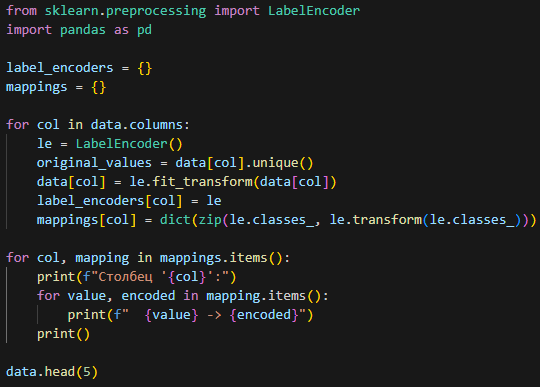 from sklearn.preprocessing import LabelEncoder
import pandas as pd

label_encoders = {}
mappings = {}

for col in data.columns:
    le = LabelEncoder()
    original_values = data[col].unique()
    data[col] = le.fit_transform(data[col])
    label_encoders[col] = le
    mappings[col] = dict(zip(le.classes_, le.transform(le.classes_)))

for col, mapping in mappings.items():
    print(f"Столбец '{col}':")
    for value, encoded in mapping.items():
        print(f"  {value} -> {encoded}")
    print()

data.head(5)